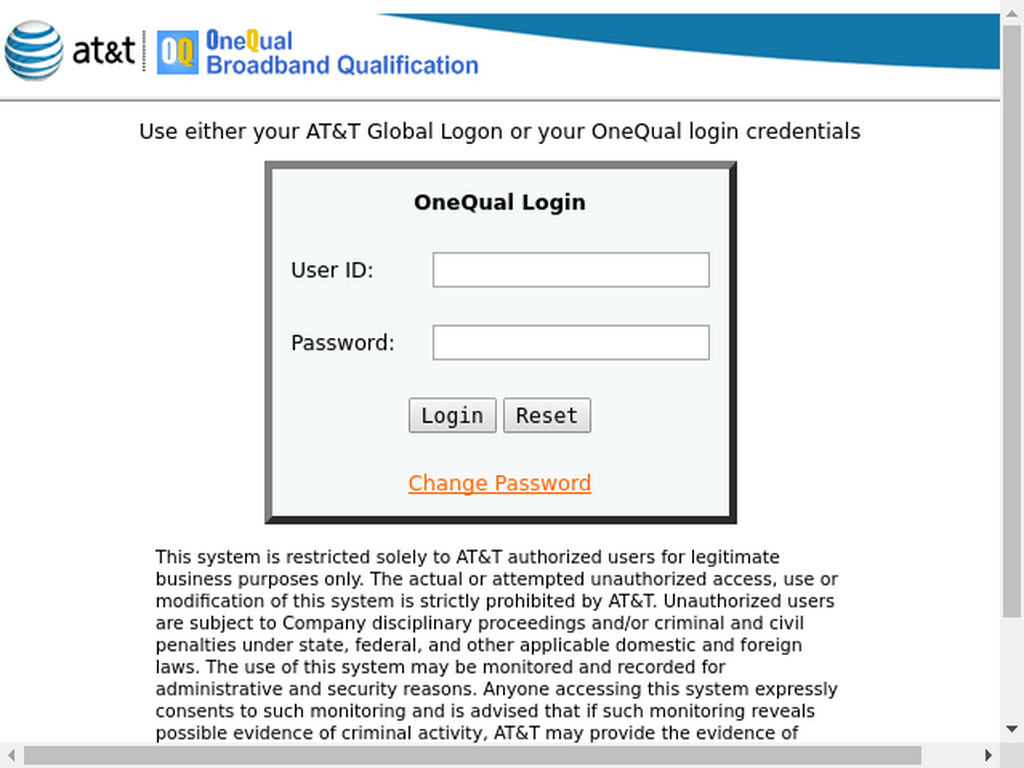 at&t
OQ
OneQual
Broadband Qualification
Use either your AT&T Global Logon or your OneQual login credentials
OneQual Login
User ID:
Password:
Login Reset
Change Password
This system is restricted solely to AT&T authorized users for legitimate
business purposes only. The actual or attempted unauthorized access, use or
modification of this system is strictly prohibited by AT&T. Unauthorized users
are subject to Company disciplinary proceedings and/or criminal and civil
penalties under state, federal, and other applicable domestic and foreign
laws. The use of this system may be monitored and recorded for
administrative and security reasons. Anyone accessing this system expressly
consents to such monitoring and is advised that if such monitoring reveals
possible evidence of criminal activity, AT&T may provide the evidence of